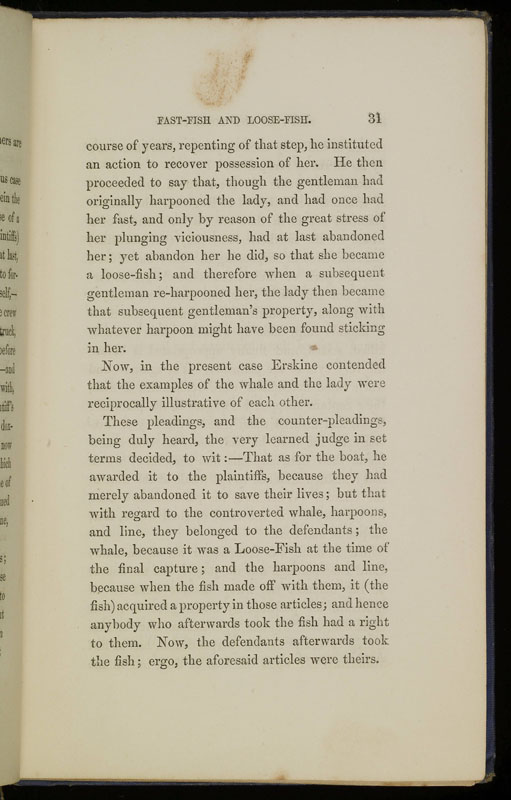 FAST-FISH AND LOOSE-FISH. 31
course of years, repenting of that step, he instituted
an action to recover possession of her. He then
proceeded to say that, though the gentleman had
originally harpooned the lady, and had once had
her fast, and only by reason of the great stress of
her plunging viciousness, had at last abandoned
her; yet abandon her he did, so that she became
a loose-fish; and therefore when a subsequent
gentleman re-harpooned her, the lady then became
that subsequent gentleman's property, along with
whatever harpoon might have been found sticking
in her.
Now, in the present case Erskine contended
that the examples of the whale and the lady were
reciprocally illustrative of each other.
These pleadings, and the counter-pleadings,
being duly heard, the very learned judge in set
terms decided, to wit:—That as for the boat, he
awarded it to the plaintiffs, because they had
merely abandoned it to save their lives; but that
with regard to the controverted whale, harpoons,
and line, they belonged to the defendants; the
whale, because it was a Loose-Fish at the time of
the final capture; and the harpoons and line,
because when the fish made off with them, it (the
fish) acquired a property in those articles; and hence
anybody who afterwards took the fish had a right
to them. Now, the defendants afterwards took
the fish; ergo, the aforesaid articles were theirs.